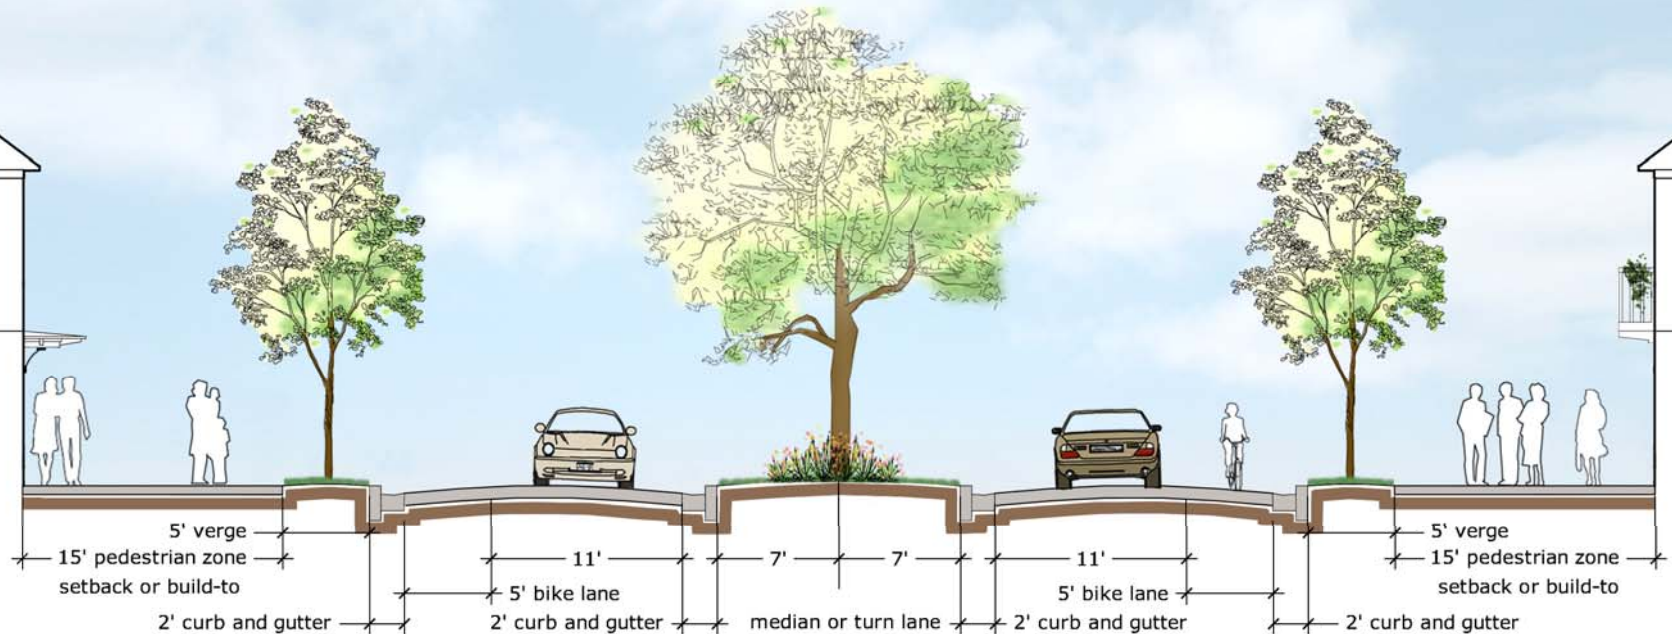 5' verge
5' verge
15' pedestrian zone
11'
7'
7'
11'
15' pedestrian zone
setback or build-to
5' bike lane
5' bike lane
setback or build-to
2' curb and gutter
2' curb and gutter
median or turn lane
2' curb and gutter
2' curb and gutter